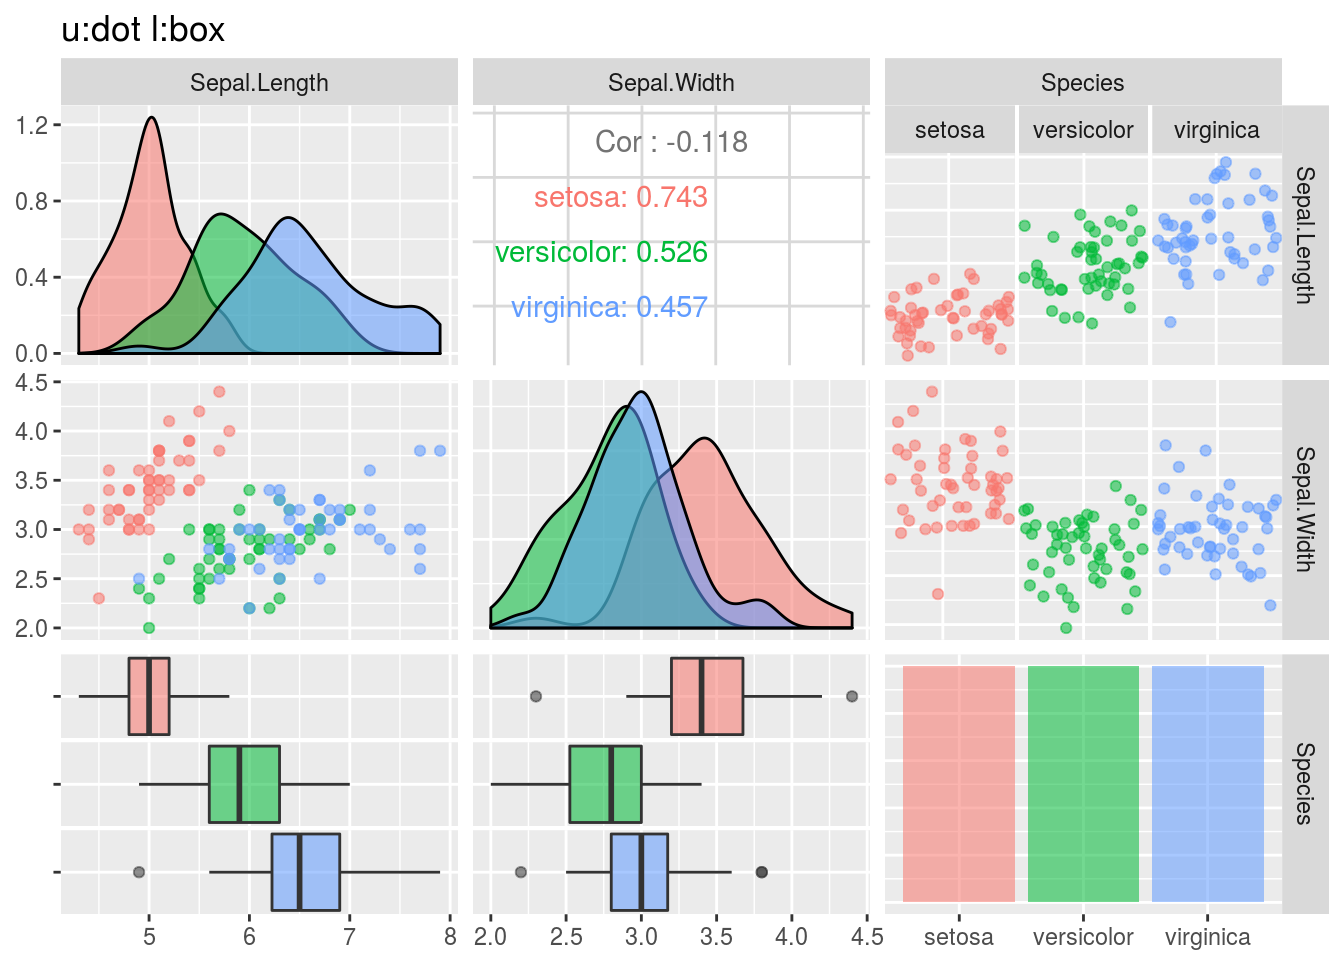 u:dot l:box
Sepal.Length
Sepal.Width
Species
setosa
versicolor
virginica
1.2
0.8
0.4
0.0
Cor : -0.118
setosa: 0.743
versicolor: 0.526
virginica: 0.457
Sepal.Length
4.5
4.0
3.5
3.0
2.5
2.0
Sepal.Width
Species
5
6
7
8
2.0
2.5
3.0
3.5
4.0
4.5
setosa
versicolor
virginica